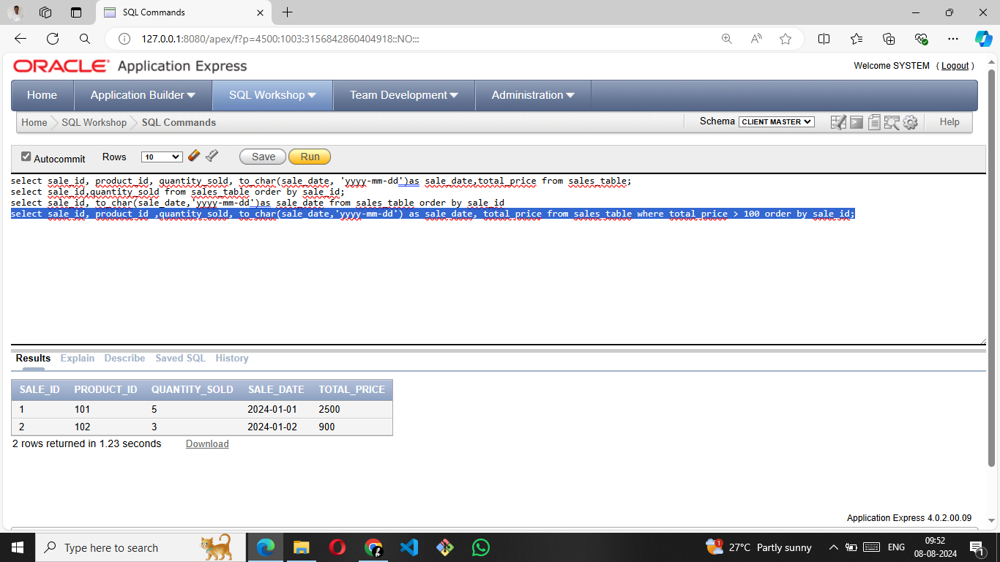 SQL Commands
127.0.0.1:8080/apex/f?p=4500:1003:3156842860404918::NO:::
ORACLE Application Express
Welcome SYSTEM ( Logout )
Home Application Builder SQL Workshop Team Development Administration
Home SQL Workshop SQL Commands Schema CLIENT MASTER Help
Autocommit Rows 10 Save Run
select sale_id, product_id, quantity_sold, to_char(sale_date, 'yyyy-mm-dd')as sale_date,total_price from sales_table;
select sale_id,quantity_sold from sales_table order by sale_id;
select sale_id, to_char(sale_date,'yyyy-mm-dd')as sale_date from sales_table order by sale_id
select sale_id, product_id ,quantity_sold, to_char(sale_date,'yyyy-mm-dd') as sale_date, total_price from sales_table where total_price > 100 order by sale_id;
Results Explain Describe Saved SQL History
SALE_ID PRODUCT_ID QUANTITY_SOLD SALE_DATE TOTAL_PRICE
1 101 5 2024-01-01 2500
2 102 3 2024-01-02 900
2 rows returned in 1.23 seconds Download
Application Express 4.0.2.00.09
Type here to search
1
27°C Partly sunny
ENG
09:52
08-08-2024
1